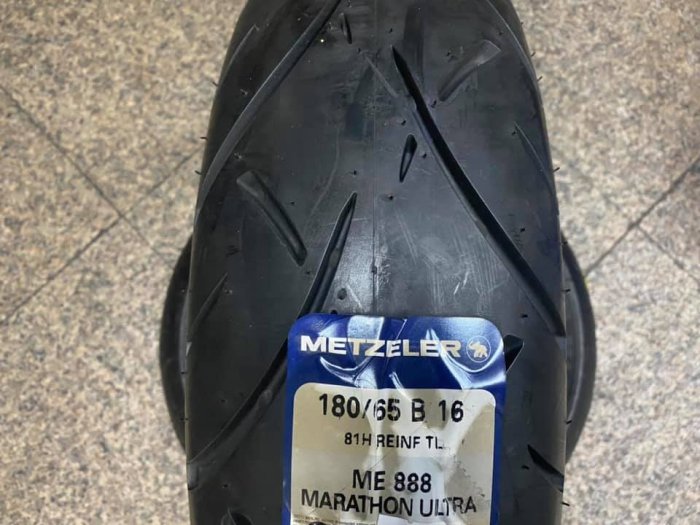 METZELER
180/65 B 16
81H REINF TL
ME 888
MARATHON ULTRA